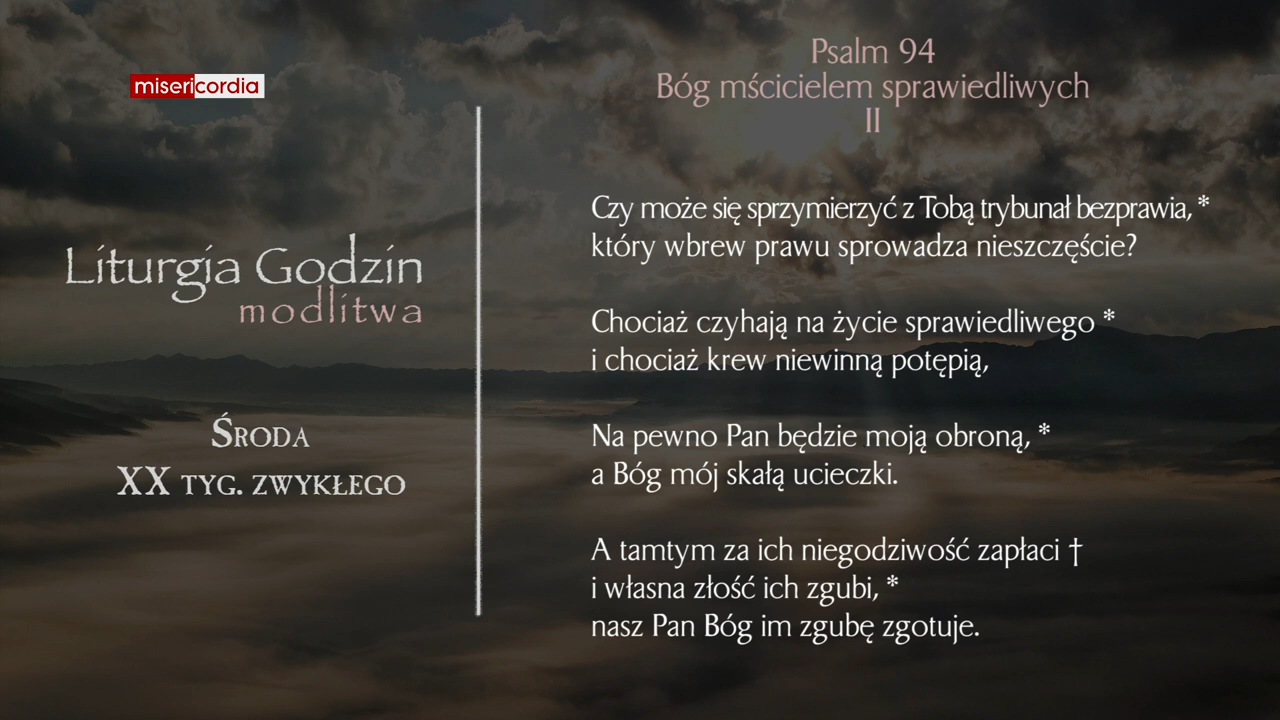 misericordia
Liturgia Godzin
modlitwa
Środa
XX tyg. zwykłego
Psalm 94
Bóg mścicielem sprawiedliwych
II
Czy może się sprzymierzyć z Tobą trybunał bezprawia, *
który wbrew prawu sprowadza nieszczęście?
Chociaż czyhają na życie sprawiedliwego *
i chociaż krew niewinną potępią,
Na pewno Pan będzie moją obroną, *
a Bóg mój skałą ucieczki.
A tamtym za ich niegodziwość zapłaci †
i własna złość ich zgubi, *
nasz Pan Bóg im zgubę zgotuje.